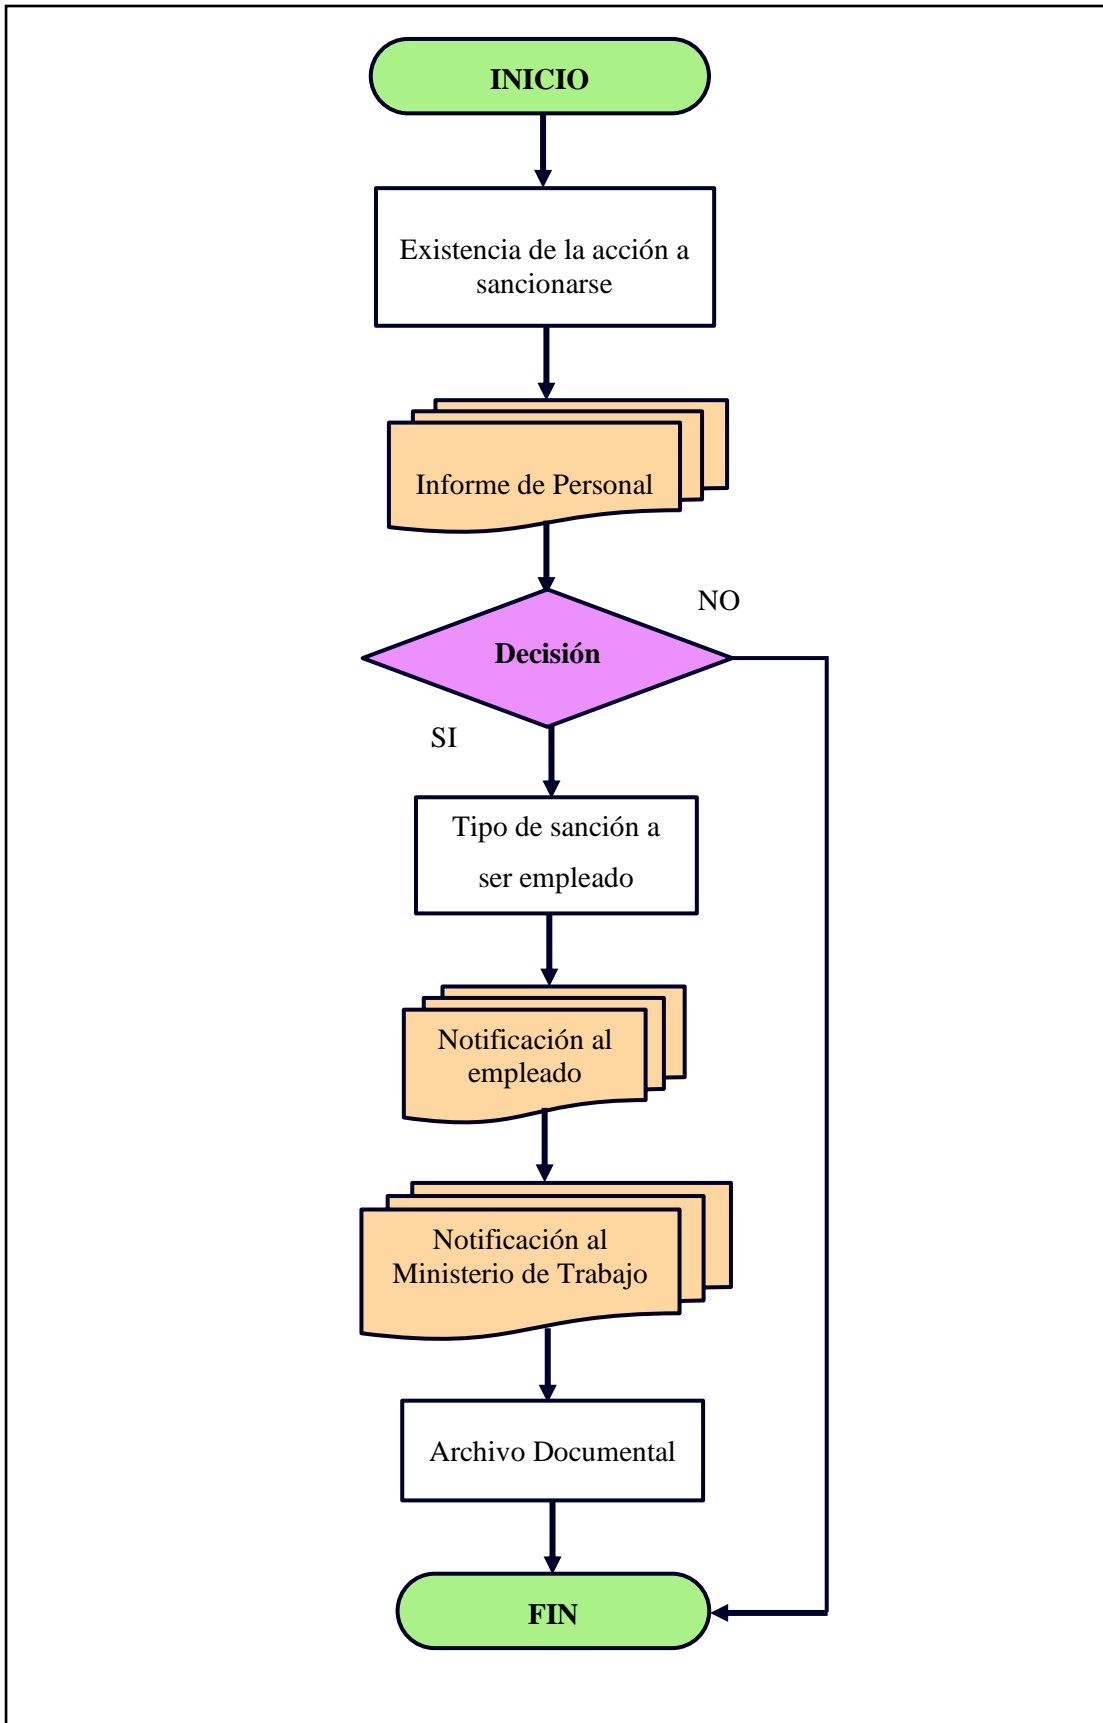 INICIO
Existencia de la acción a
sancionarse
Informe de Personal
NO
Decisión
SI
Tipo de sanción a
ser empleado
Notificación al
empleado
Notificación al
Ministerio de Trabajo
Archivo Documental
FIN